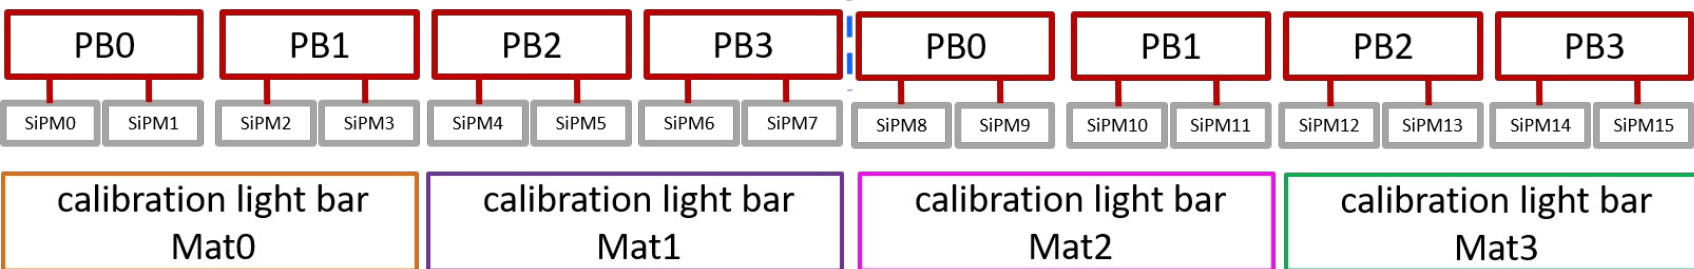 PB0 PB1 PB2 PB3 PB0 PB1 PB2 PB3
SiPM0 SiPM1 SiPM2 SiPM3 SiPM4 SiPM5 SiPM6 SiPM7 SiPM8 SiPM9 SiPM10 SiPM11 SiPM12 SiPM13 SiPM14 SiPM15
calibration light bar
Mat0
calibration light bar
Mat1
calibration light bar
Mat2
calibration light bar
Mat3